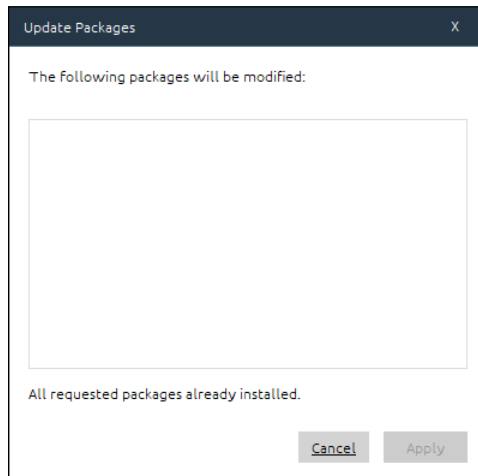 Update Packages X
The following packages will be modified:
All requested packages already installed.
Cancel Apply